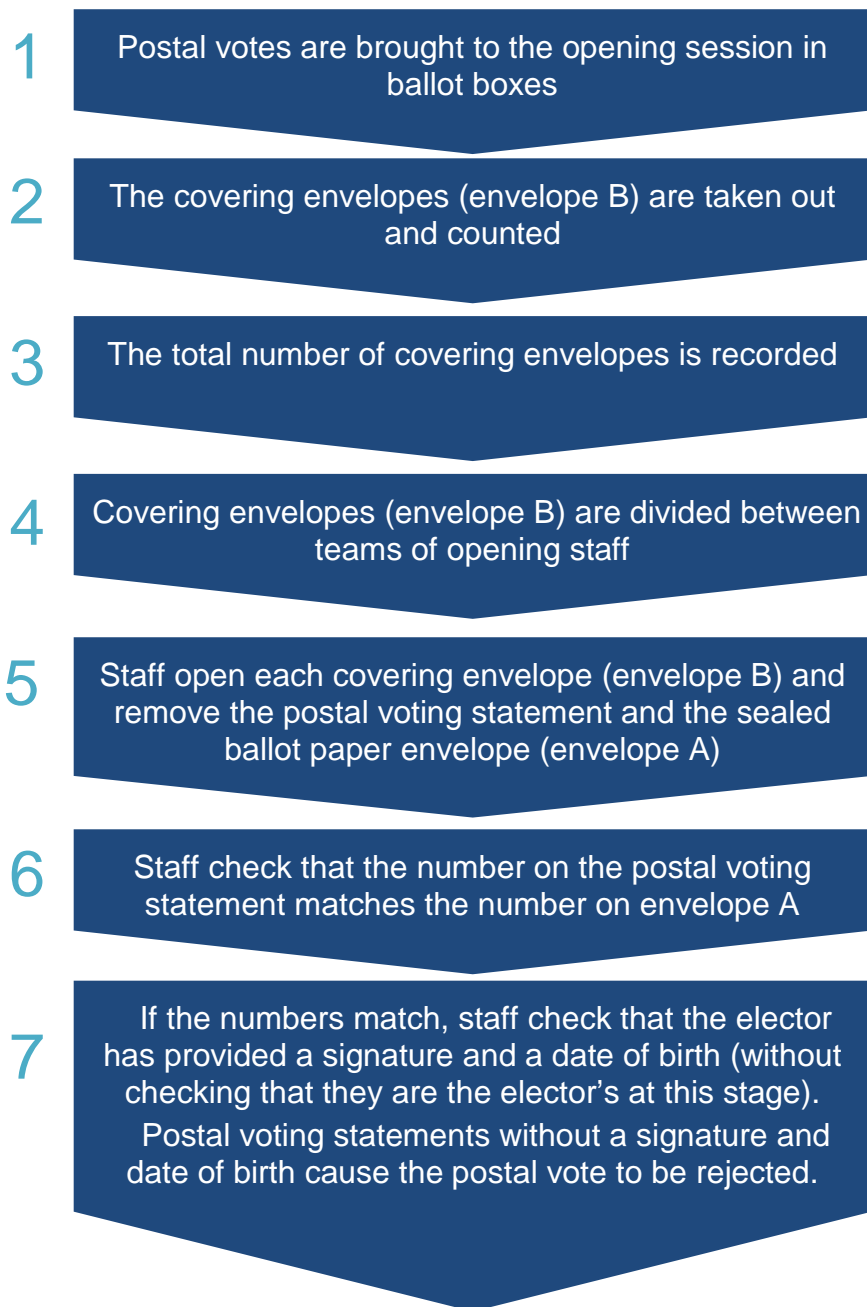 1
Postal votes are brought to the opening session in
ballot boxes
2
The covering envelopes (envelope B) are taken out
and counted
3
The total number of covering envelopes is recorded
4
Covering envelopes (envelope B) are divided between
teams of opening staff
5
Staff open each covering envelope (envelope B) and
remove the postal voting statement and the sealed
ballot paper envelope (envelope A)
6
Staff check that the number on the postal voting
statement matches the number on envelope A
7
If the numbers match, staff check that the elector
has provided a signature and a date of birth (without
checking that they are the elector’s at this stage).
Postal voting statements without a signature and
date of birth cause the postal vote to be rejected.